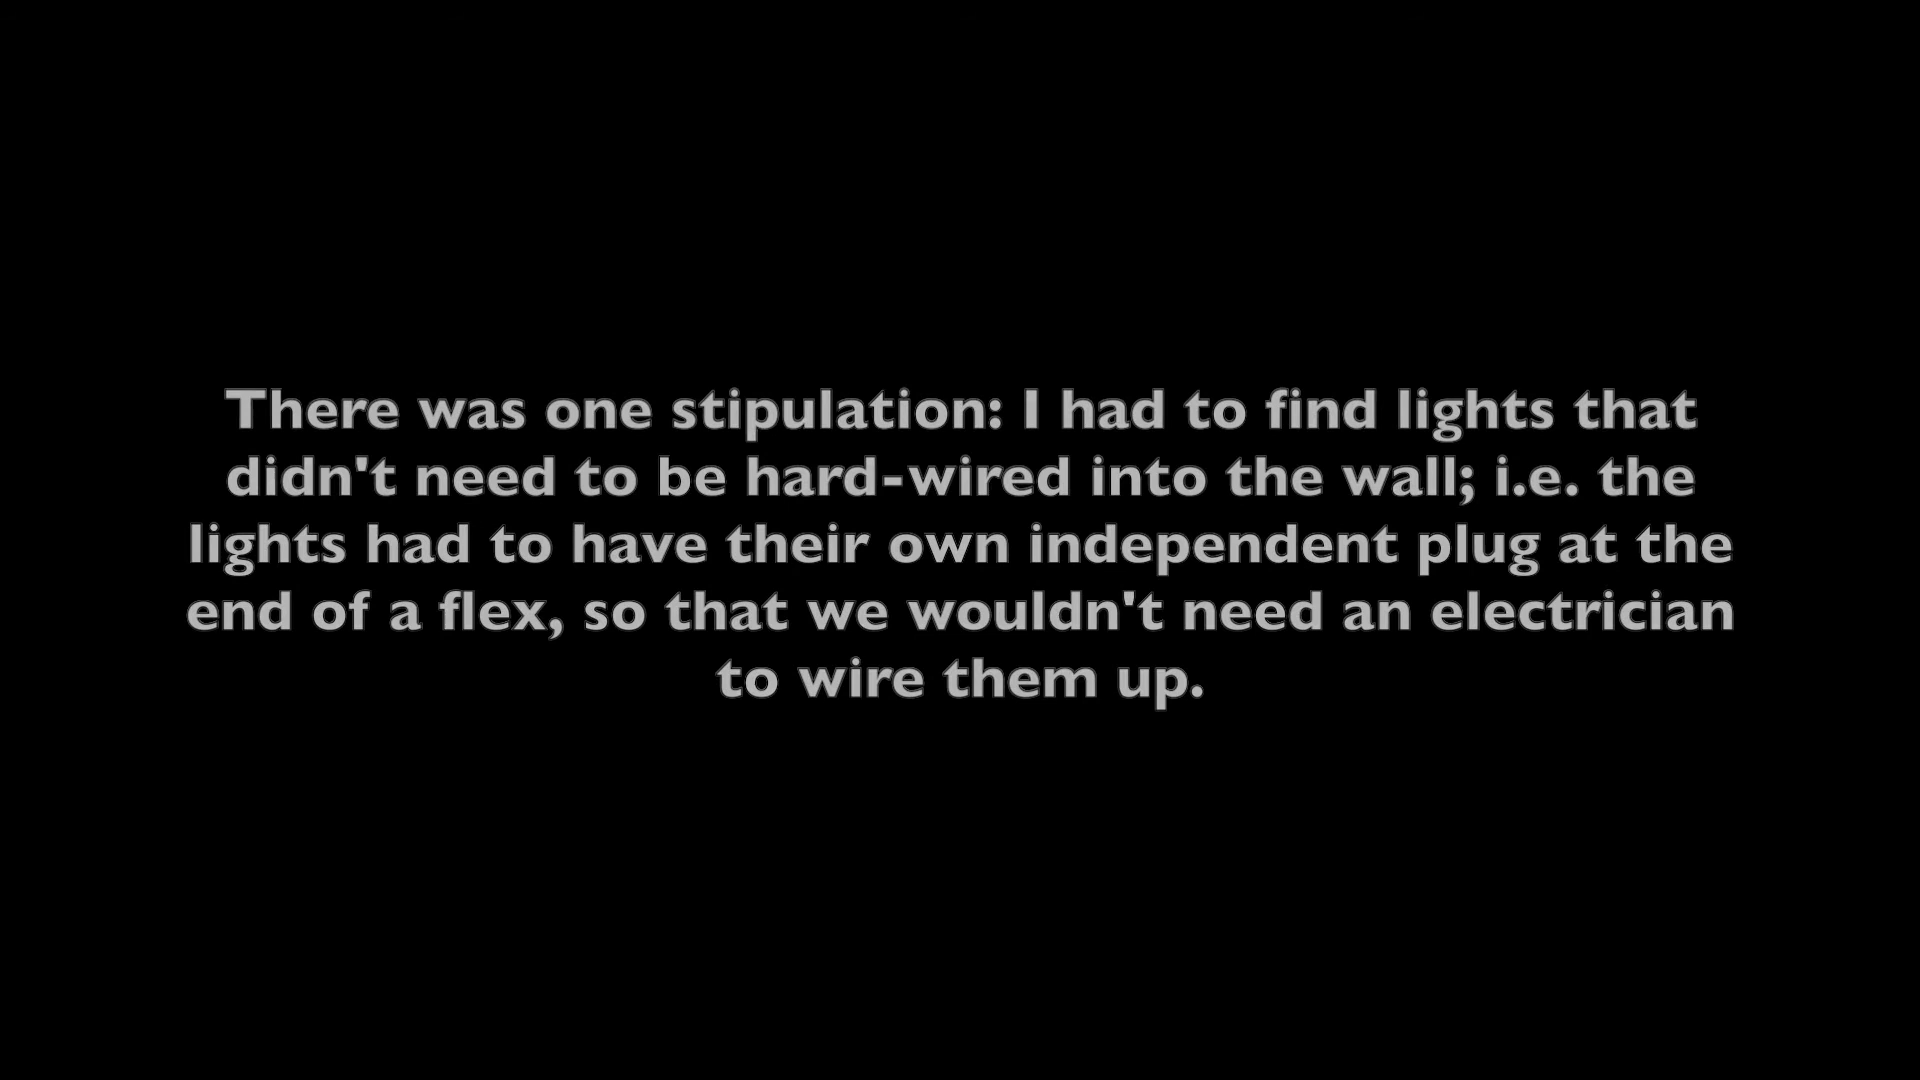 There was one stipulation: I had to find lights that
didn't need to be hard-wired into the wall; i.e. the
lights had to have their own independent plug at the
end of a flex, so that we wouldn't need an electrician
to wire them up.